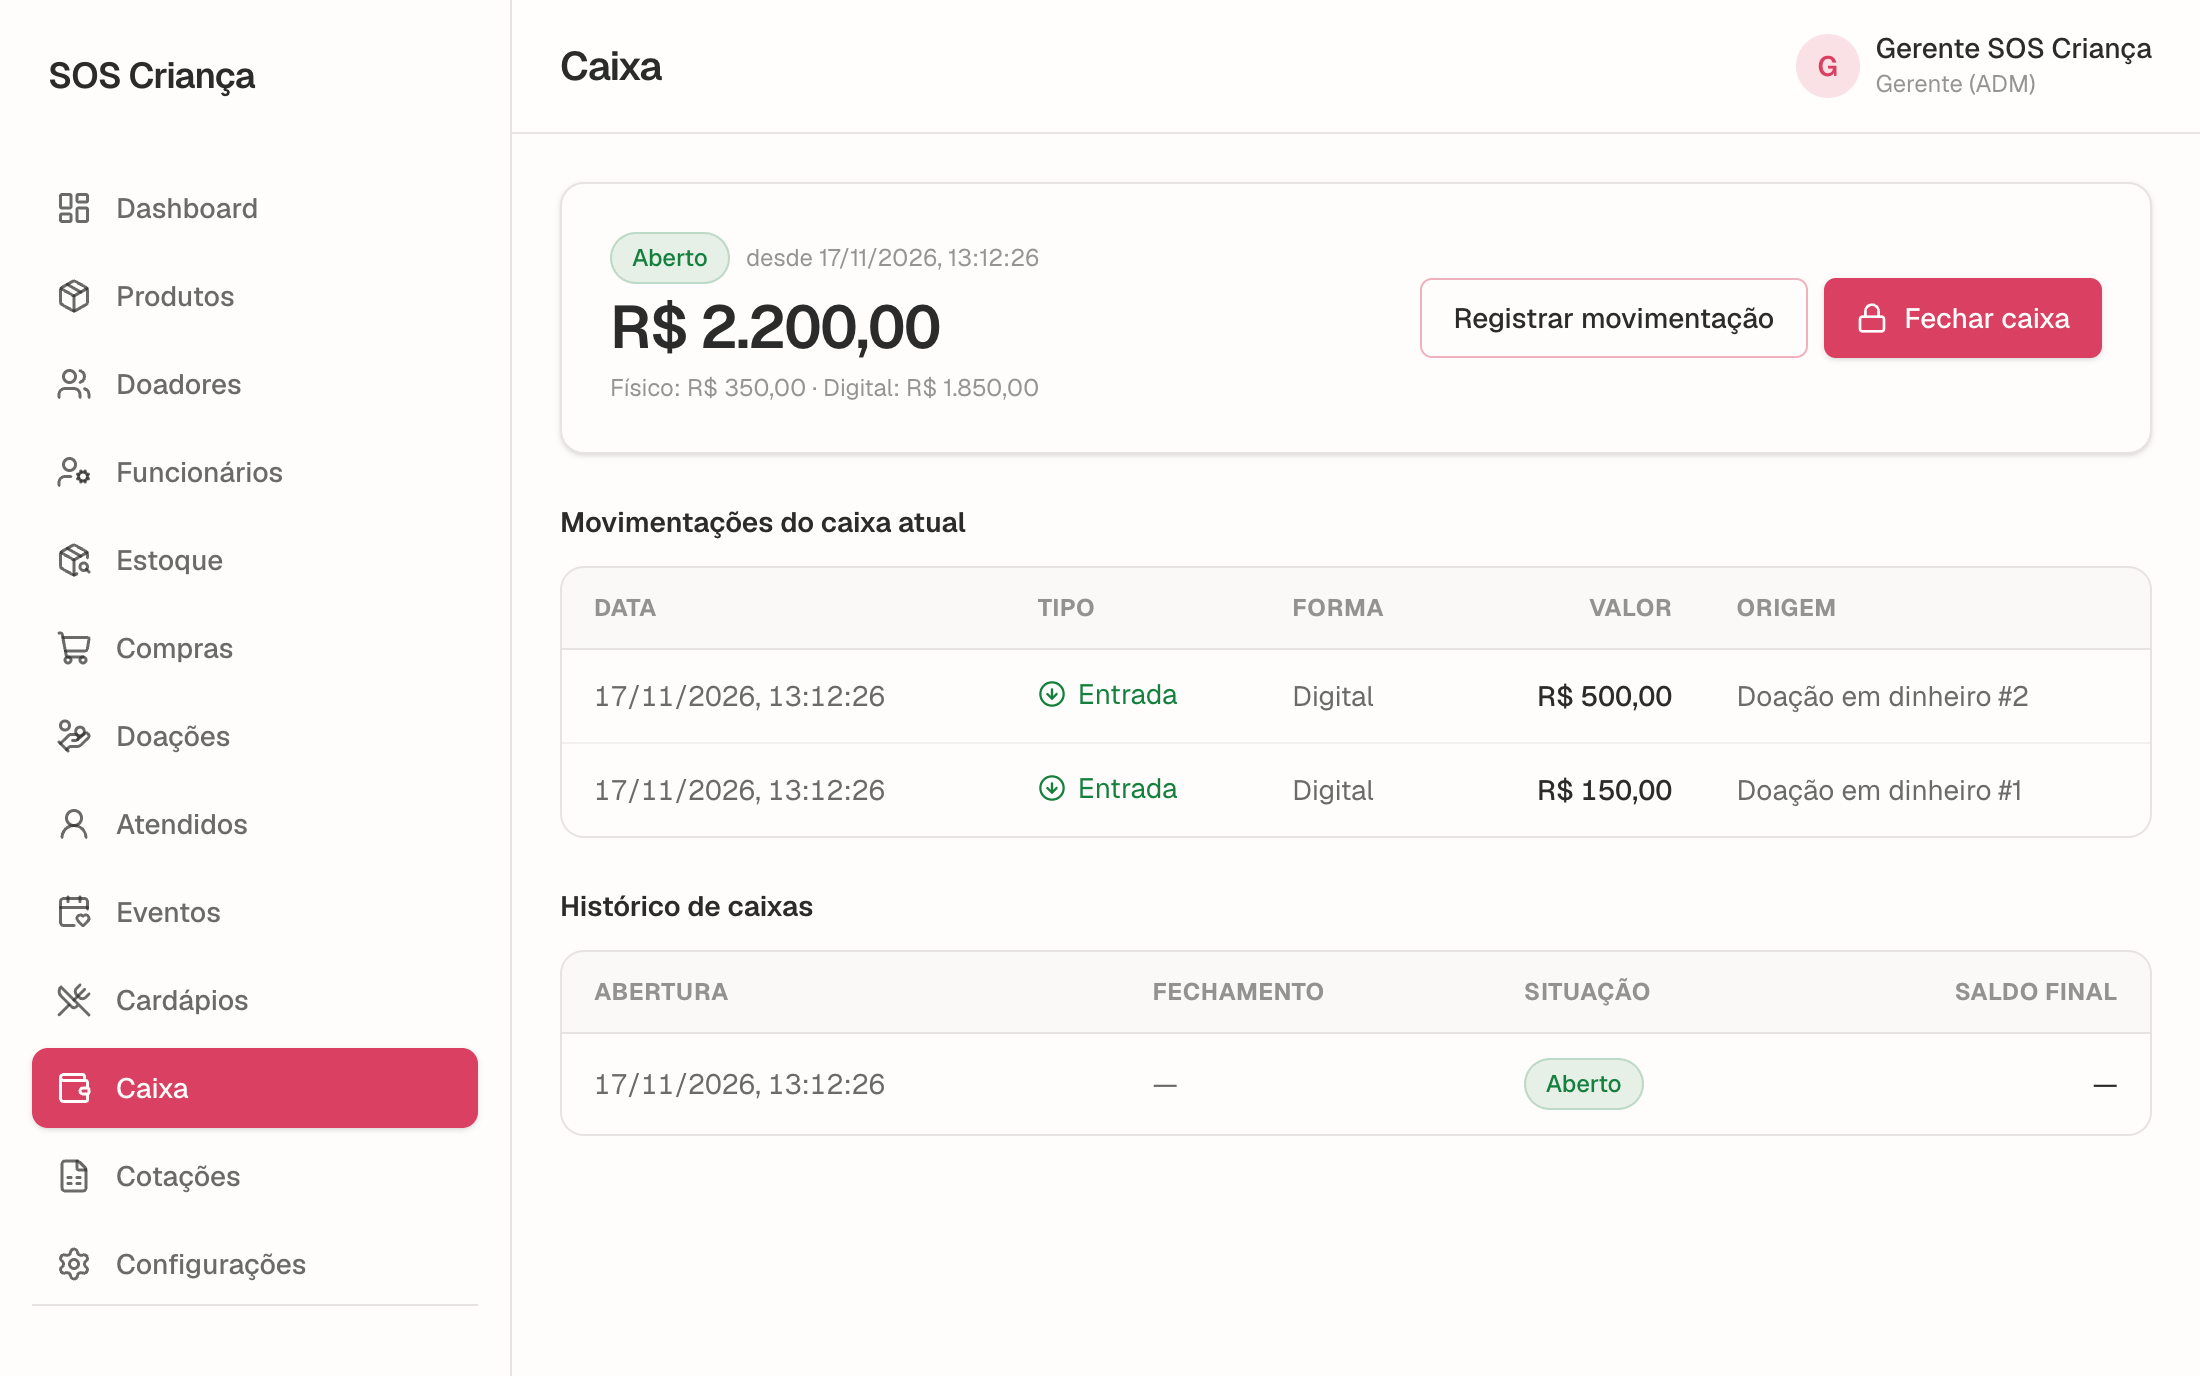 SOS Criança
Dashboard
Produtos
Doadores
Funcionários
Estoque
Compras
Doações
Atendidos
Eventos
Cardápios
Caixa
Cotações
Configurações
Caixa
G
Gerente SOS Criança
Gerente (ADM)
Aberto desde 17/11/2026, 13:12:26
R$ 2.200,00
Físico: R$ 350,00 · Digital: R$ 1.850,00
Registrar movimentação
Fechar caixa
Movimentações do caixa atual
DATA TIPO FORMA VALOR ORIGEM
17/11/2026, 13:12:26 Entrada Digital R$ 500,00 Doação em dinheiro #2
17/11/2026, 13:12:26 Entrada Digital R$ 150,00 Doação em dinheiro #1
Histórico de caixas
ABERTURA FECHAMENTO SITUAÇÃO SALDO FINAL
17/11/2026, 13:12:26 — Aberto —